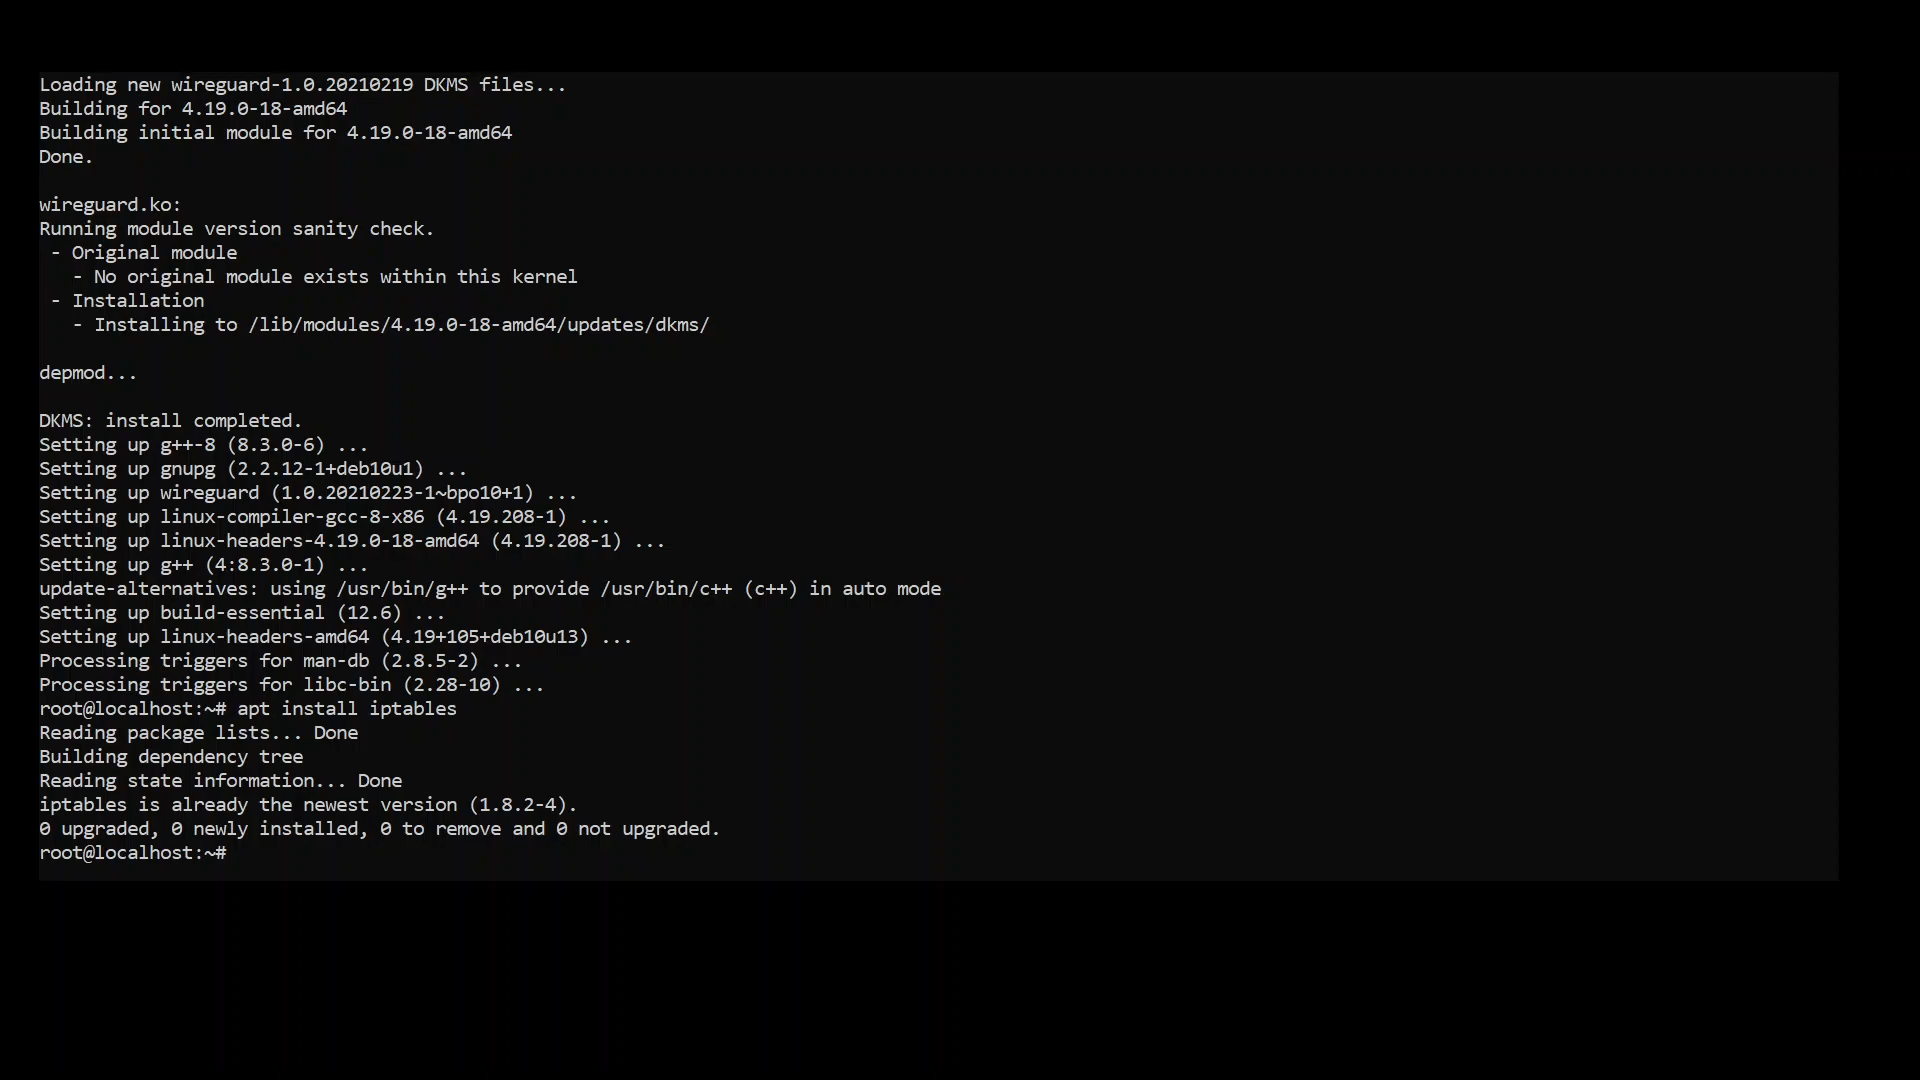 Loading new wireguard-1.0.20210219 DKMS files...
Building for 4.19.0-18-amd64
Building initial module for 4.19.0-18-amd64
Done.

wireguard.ko:
Running module version sanity check.
 - Original module
   - No original module exists within this kernel
 - Installation
   - Installing to /lib/modules/4.19.0-18-amd64/updates/dkms/

depmod...

DKMS: install completed.
Setting up g++-8 (8.3.0-6) ...
Setting up gnupg (2.2.12-1+deb10u1) ...
Setting up wireguard (1.0.20210223-1~bpo10+1) ...
Setting up linux-compiler-gcc-8-x86 (4.19.208-1) ...
Setting up linux-headers-4.19.0-18-amd64 (4.19.208-1) ...
Setting up g++ (4:8.3.0-1) ...
update-alternatives: using /usr/bin/g++ to provide /usr/bin/c++ (c++) in auto mode
Setting up build-essential (12.6) ...
Setting up linux-headers-amd64 (4.19+105+deb10u13) ...
Processing triggers for man-db (2.8.5-2) ...
Processing triggers for libc-bin (2.28-10) ...
root@localhost:~# apt install iptables
Reading package lists... Done
Building dependency tree
Reading state information... Done
iptables is already the newest version (1.8.2-4).
0 upgraded, 0 newly installed, 0 to remove and 0 not upgraded.
root@localhost:~#